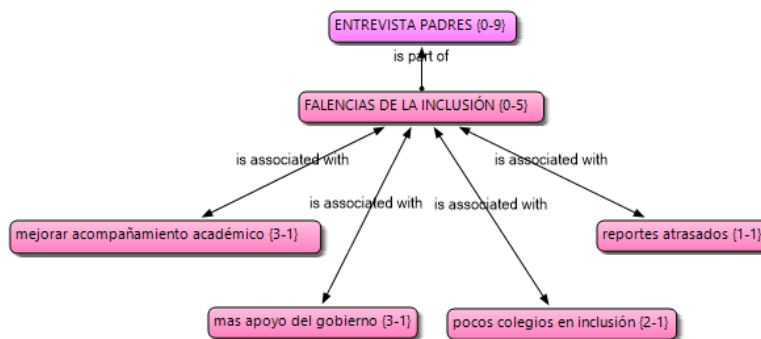 ENTREVISTA PADRES {0-9}
is part of
FALENCIAS DE LA INCLUSIÓN {0-5}
is associated with
is associated with
is associated with
is associated with
mejorar acompañamiento académico {3-1}
reportes atrasados {1-1}
mas apoyo del gobierno {3-1}
pocos colegios en inclusión {2-1}